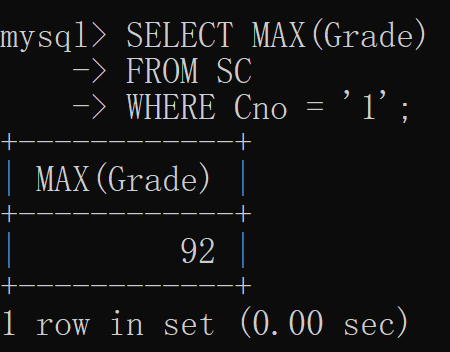 mysql> SELECT MAX(Grade)
    -> FROM SC
    -> WHERE Cno = '1';
+------------+
| MAX(Grade) |
+------------+
|         92 |
+------------+
1 row in set (0.00 sec)